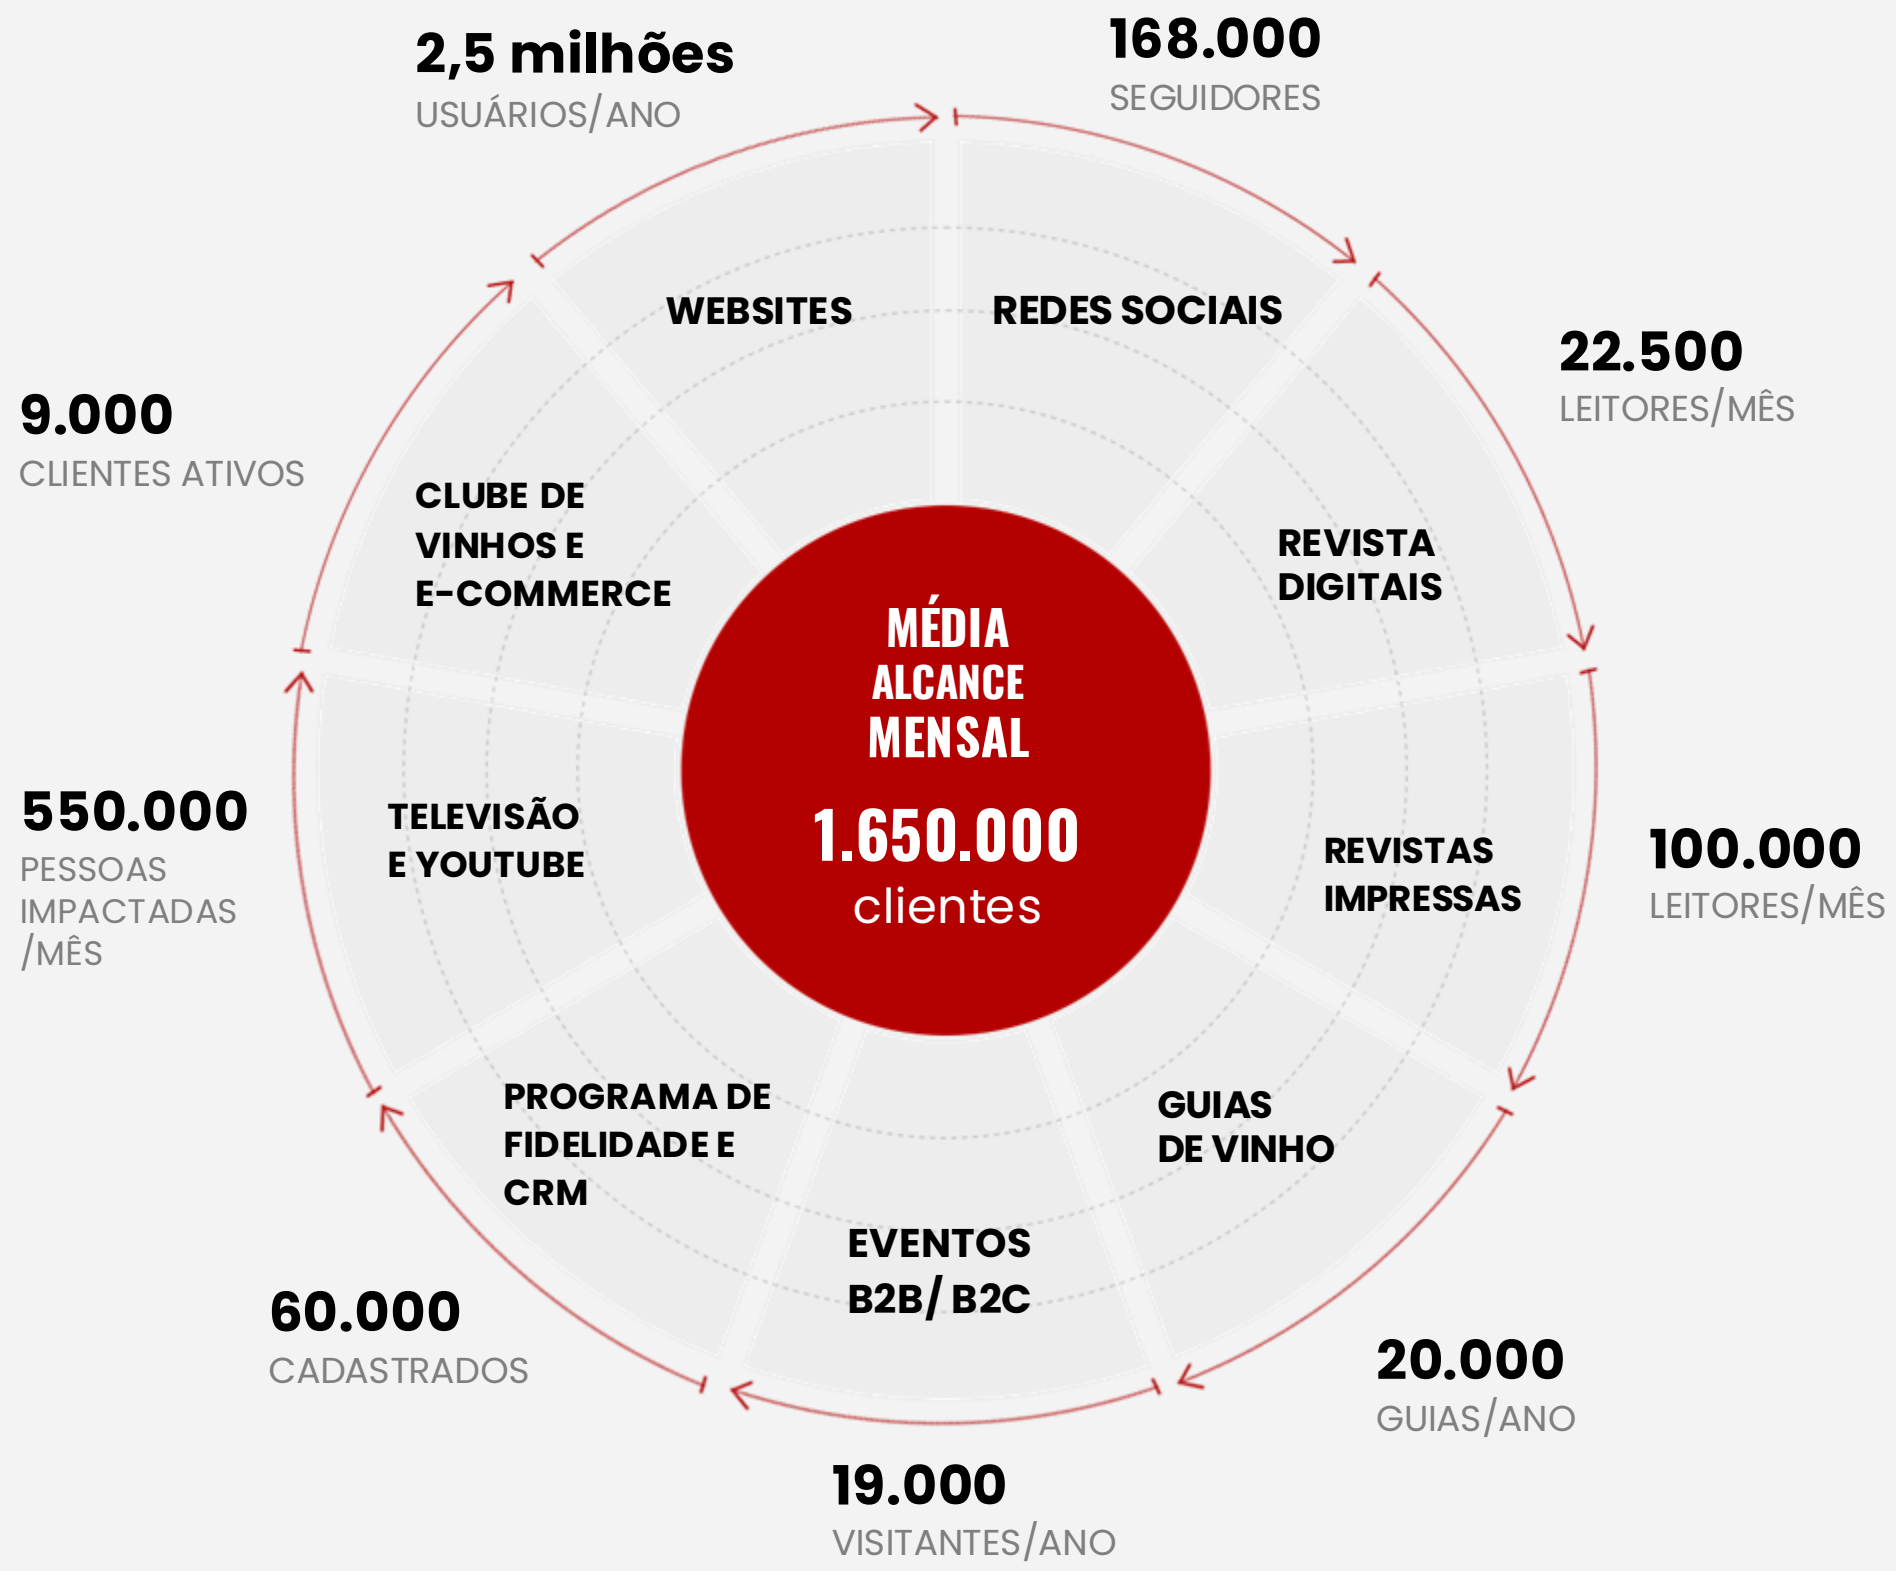 2,5 milhões
USUÁRIOS/ANO
168.000
SEGUIDORES
WEBSITES
REDES SOCIAIS
22.500
LEITORES/MÊS
9.000
CLIENTES ATIVOS
CLUBE DE
VINHOS E
E-COMMERCE
REVISTA
DIGITAIS
MÉDIA
ALCANCE
MENSAL
1.650.000
clientes
550.000
PESSOAS
IMPACTADAS
/MÊS
TELEVISÃO
E YOUTUBE
REVISTAS
IMPRESSAS
100.000
LEITORES/MÊS
PROGRAMA DE
FIDELIDADE E
CRM
GUIAS
DE VINHO
EVENTOS
B2B/ B2C
60.000
CADASTRADOS
20.000
GUIAS/ANO
19.000
VISITANTES/ANO